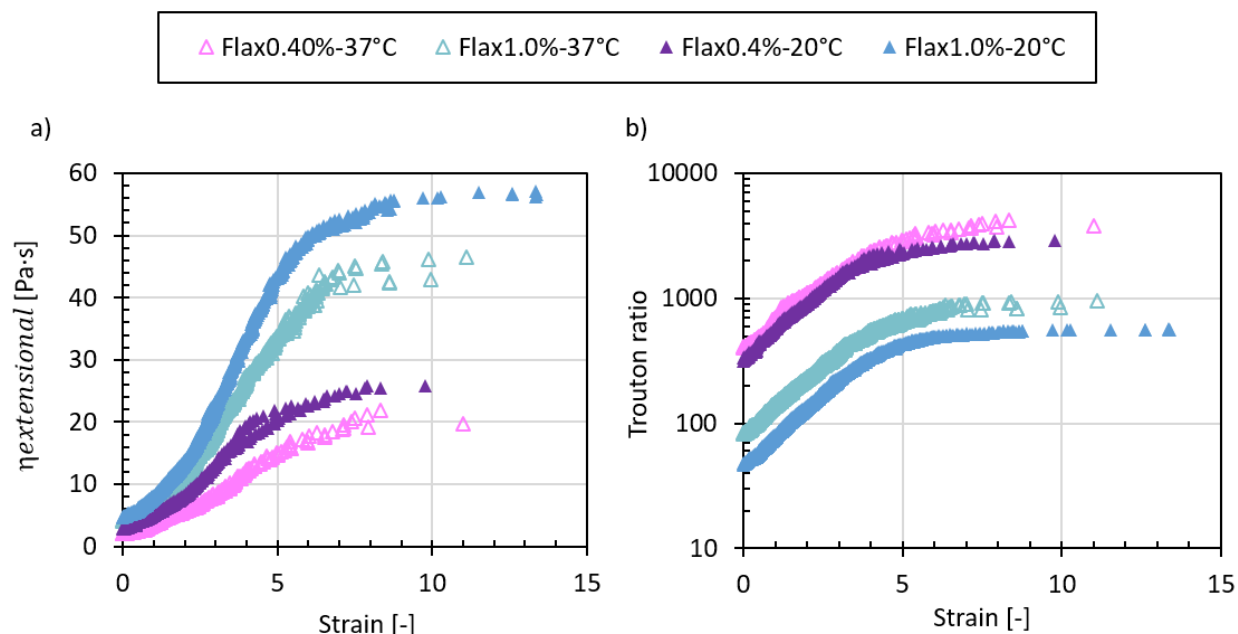 Flax0.40%-37°C Flax1.0%-37°C Flax0.4%-20°C Flax1.0%-20°C
a)
ηextensional [Pa·s]
60
50
40
30
20
10
0
0 5 10 15
Strain [-]
b)
Trouton ratio
10000
1000
100
10
0 5 10 15
Strain [-]